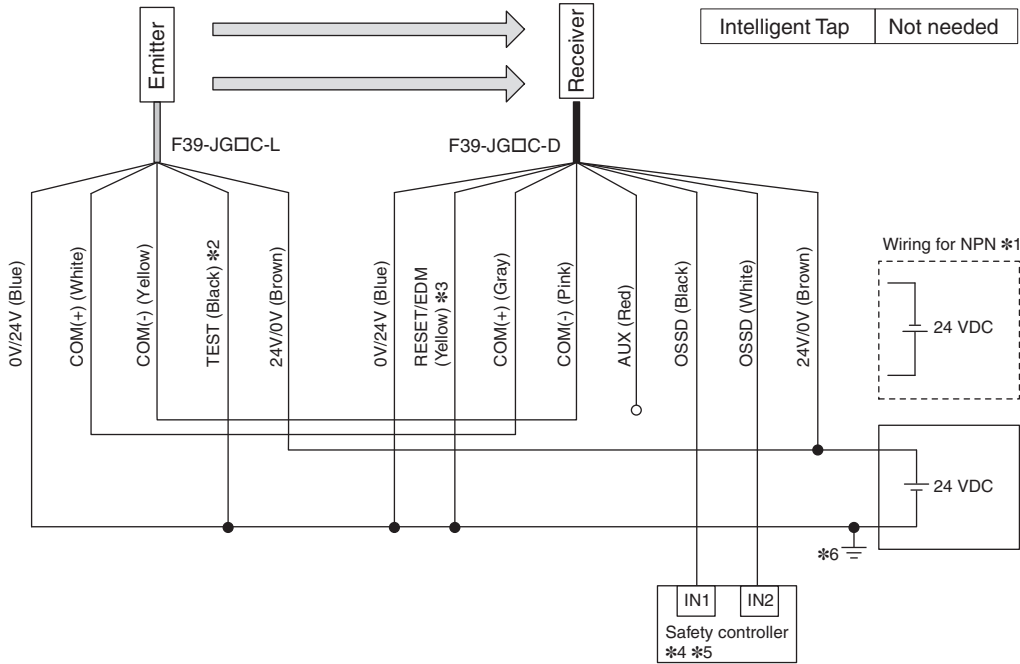 Intelligent Tap Not needed
Emitter
Receiver
F39-JG□C-L
F39-JG□C-D
0V/24V (Blue)
COM(+) (White)
COM(-) (Yellow)
TEST (Black) ✻2
24V/0V (Brown)
0V/24V (Blue)
RESET/EDM
(Yellow) ✻3
COM(+) (Gray)
COM(-) (Pink)
AUX (Red)
OSSD (Black)
OSSD (White)
24V/0V (Brown)
Wiring for NPN ✻1
24 VDC
24 VDC
✻6
IN1
IN2
Safety controller
✻4 ✻5